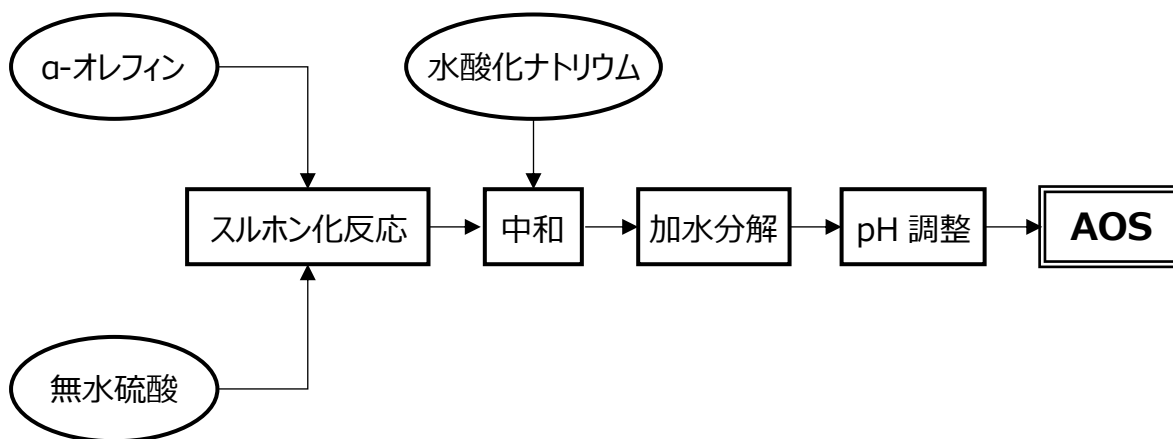 α-オレフィン
水酸化ナトリウム
スルホン化反応
中和
加水分解
pH 調整
AOS
無水硫酸